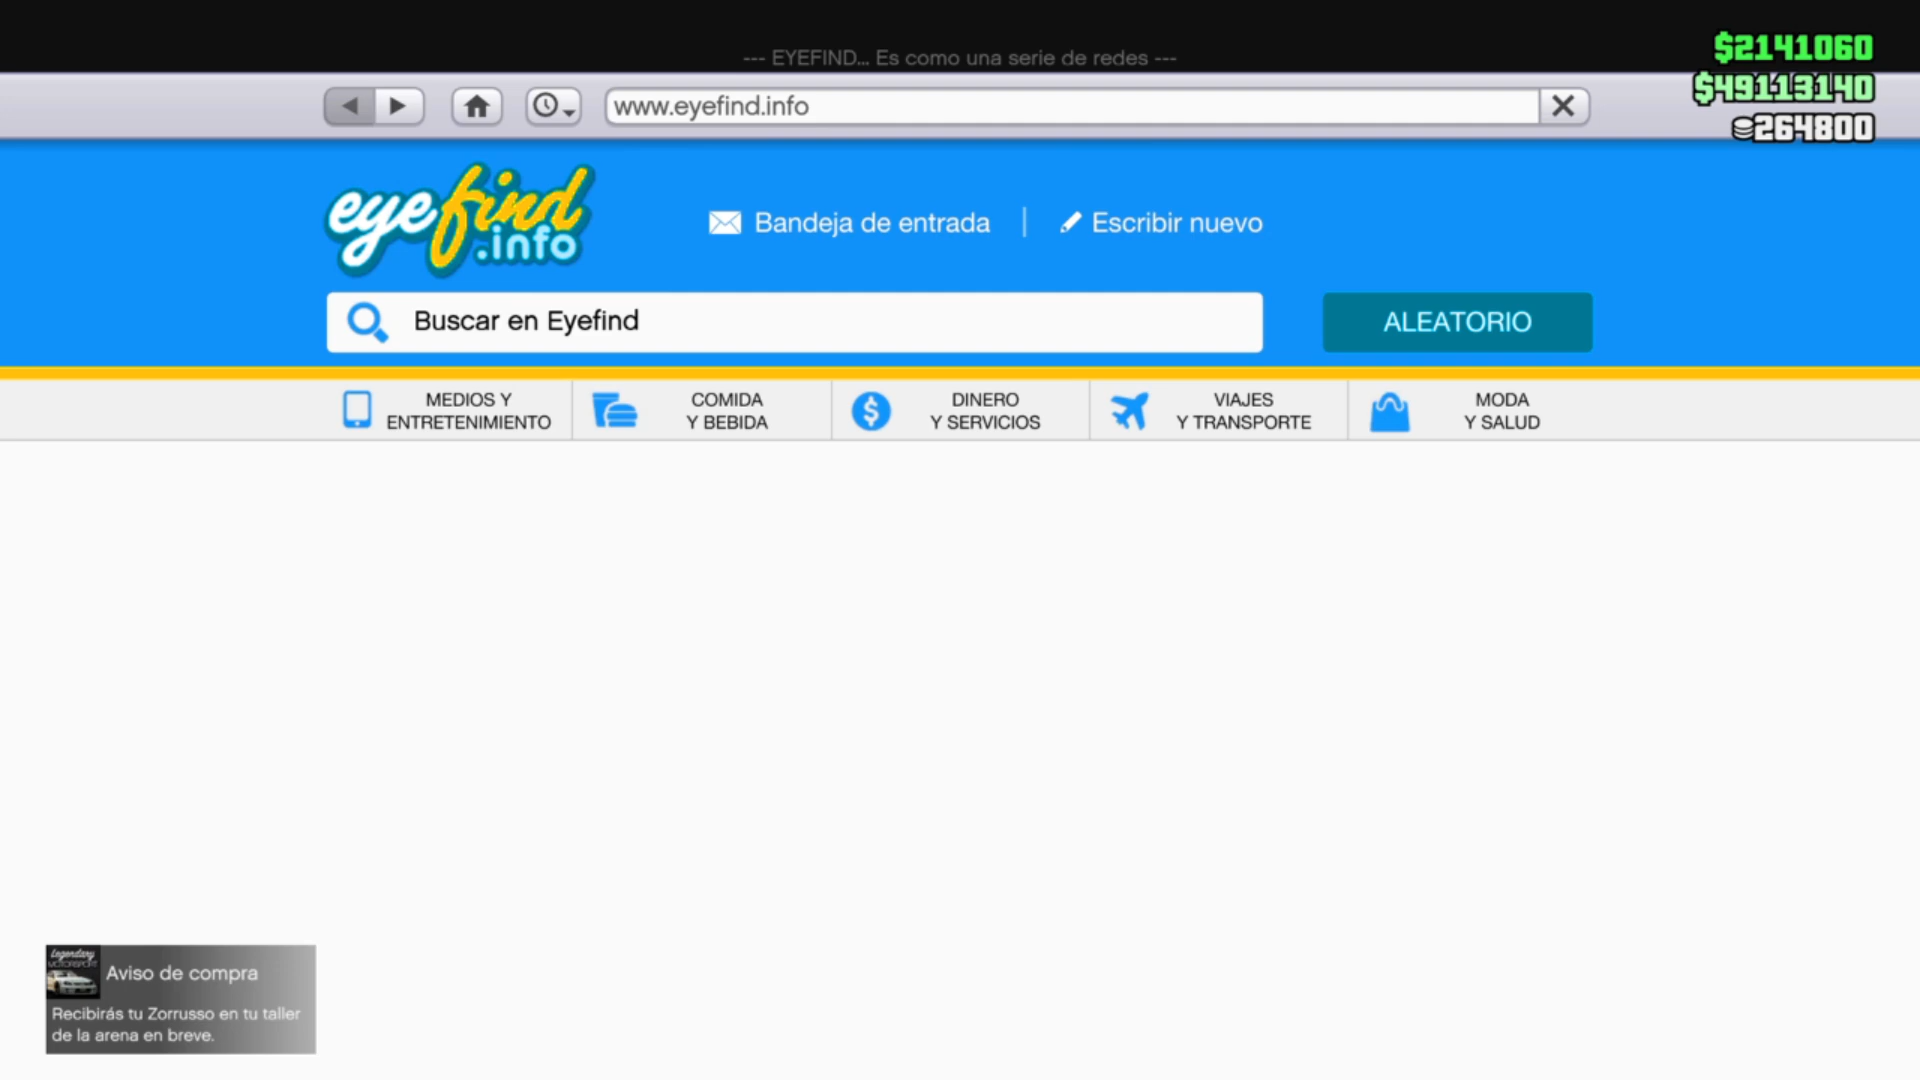 --- EYEFIND... Es como una serie de redes ---
$2141060
$49113140
264800
www.eyefind.info
eyefind
.info
Bandeja de entrada
Escribir nuevo
Buscar en Eyefind
ALEATORIO
MEDIOS Y
ENTRETENIMIENTO
COMIDA
Y BEBIDA
DINERO
Y SERVICIOS
VIAJES
Y TRANSPORTE
MODA
Y SALUD
Legendary
MOTORSPORT
Aviso de compra
Recibirás tu Zorrusso en tu taller
de la arena en breve.